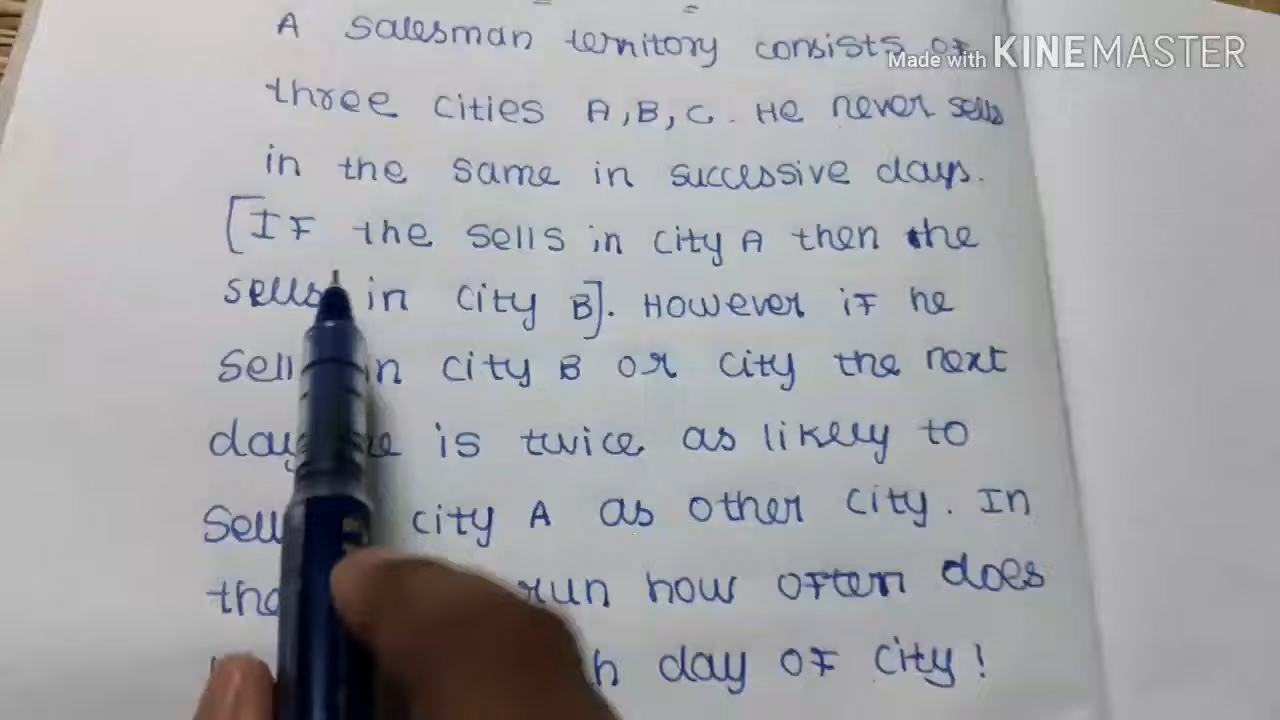 A salesman territory consists of
Made with KINEMASTER
three cities A, B, C. He never sells
in the same in successive days.
[If the sells in city A then the
sells in city B]. However if he
sell in city B or city the next
day is twice as likely to
sell city A as other city. In
run how often does
day of city!